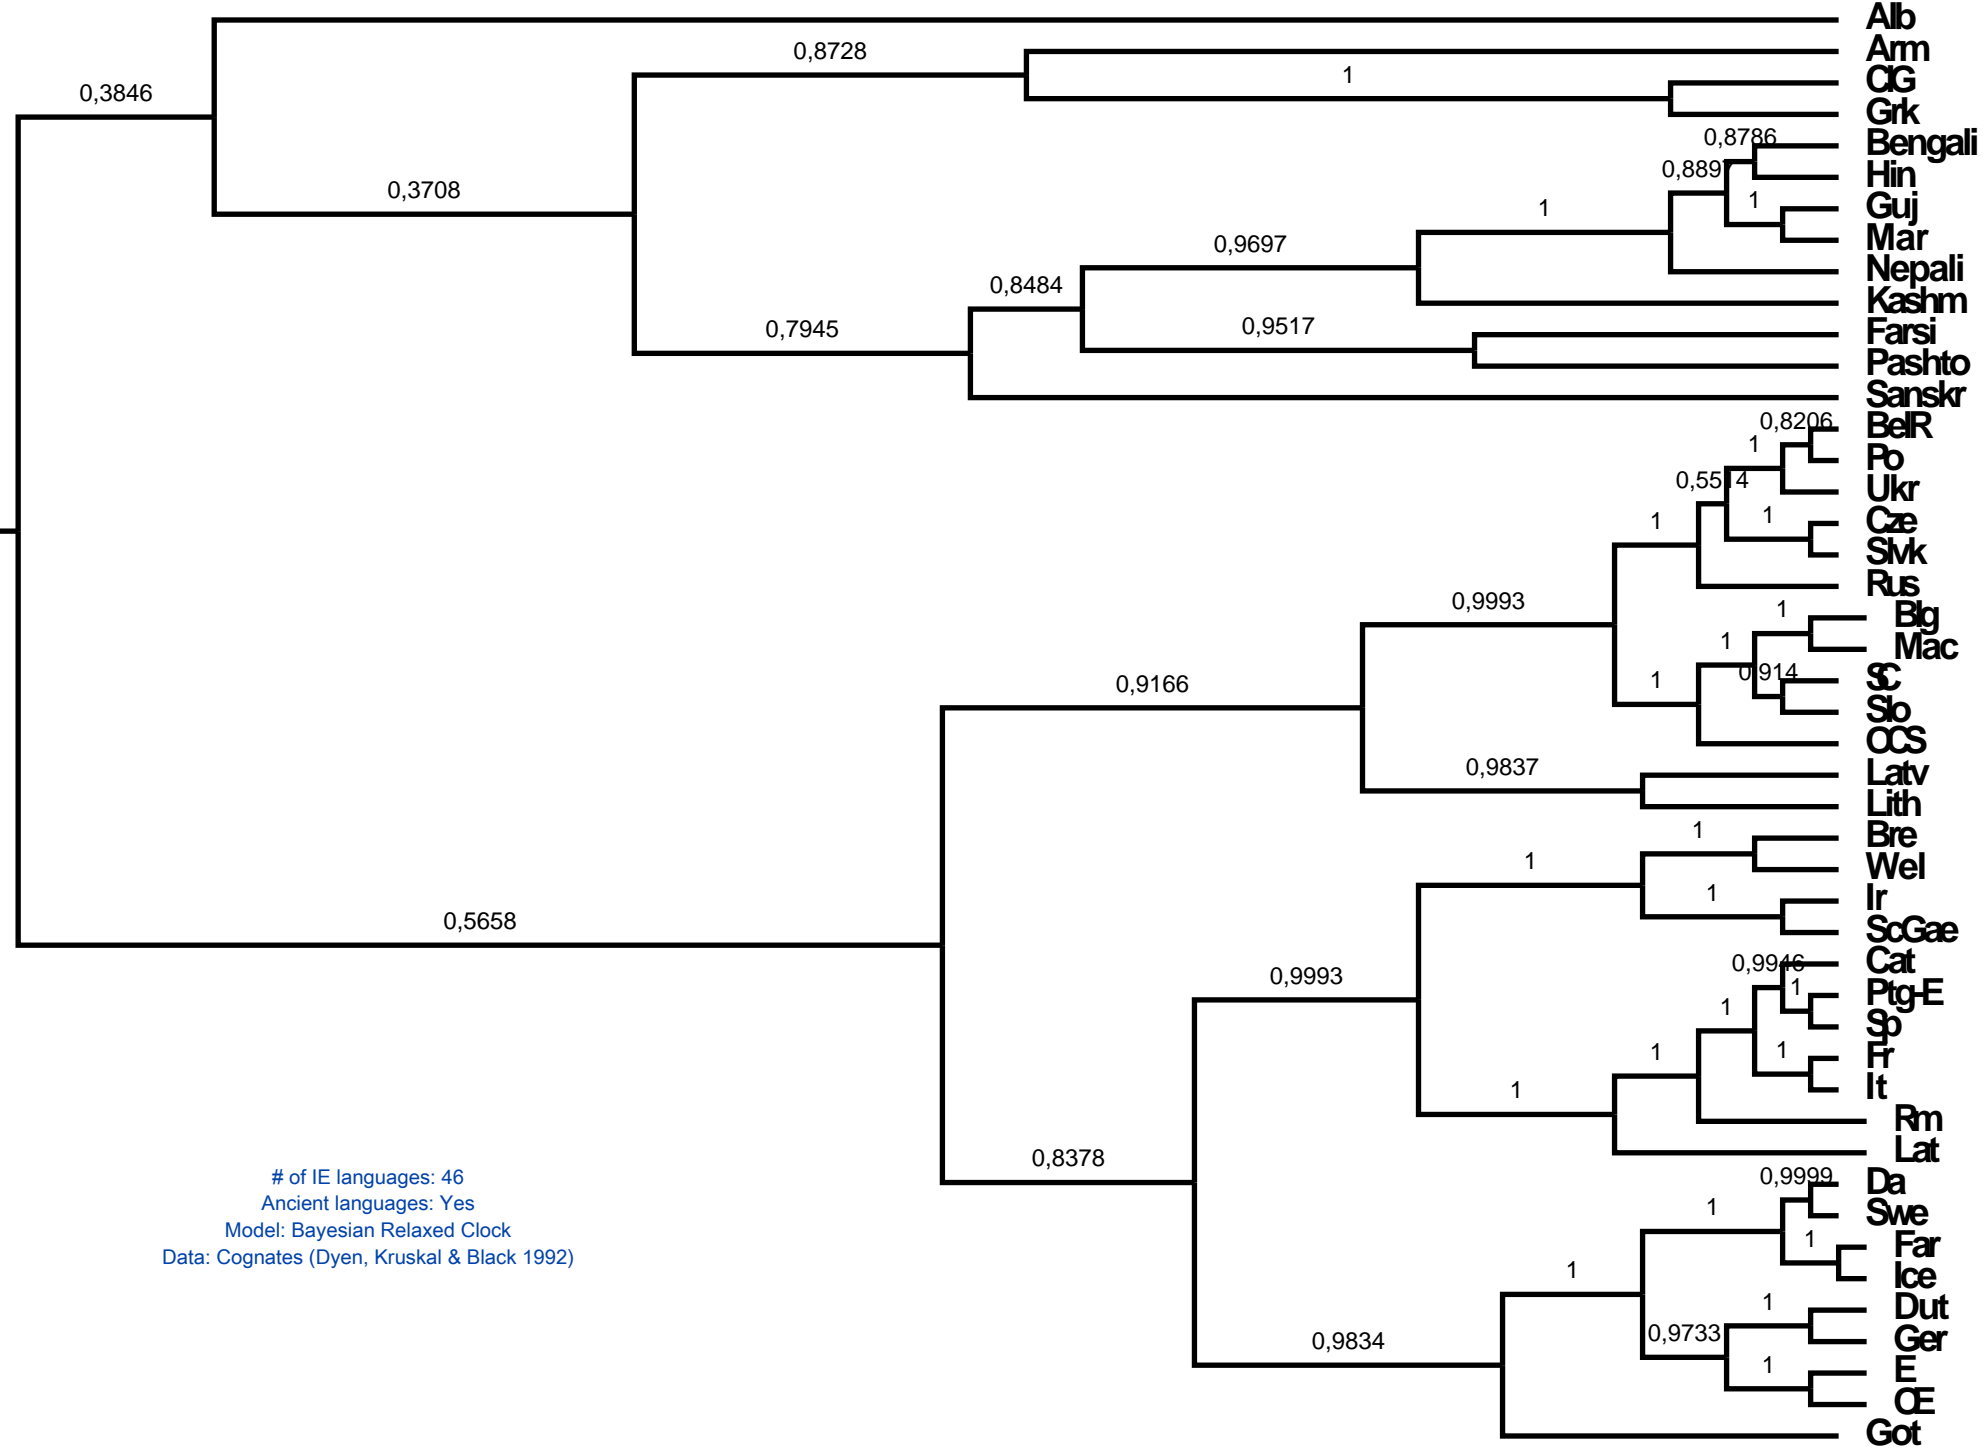 Alb
0,8728
Arm
1
ClG
0,3846
Grk
0,8786
Bengali
0,8897
Hin
0,3708
1
1
Guj
Mar
0,9697
Nepali
0,8484
Kashm
0,7945
0,9517
Farsi
Pashto
Sanskr
0,8206
BelR
1
Po
0,5514
Ukr
1
1
Cze
Slvk
Rus
0,9993
1
Blg
1
Mac
0,9166
1
0,914
SC
Slo
OCS
0,9837
Latv
Lith
1
Bre
1
Wel
1
Ir
0,5658
ScGae
0,9946
Cat
0,9993
1
Ptg-E
1
Sp
1
1
Fr
1
It
Rm
Lat
0,8378
0,9999
Da
1
Swe
1
Far
1
Ice
1
Dut
0,9834
0,9733
Ger
1
E
OE
Got
# of IE languages: 46
Ancient languages: Yes
Model: Bayesian Relaxed Clock
Data: Cognates (Dyen, Kruskal & Black 1992)